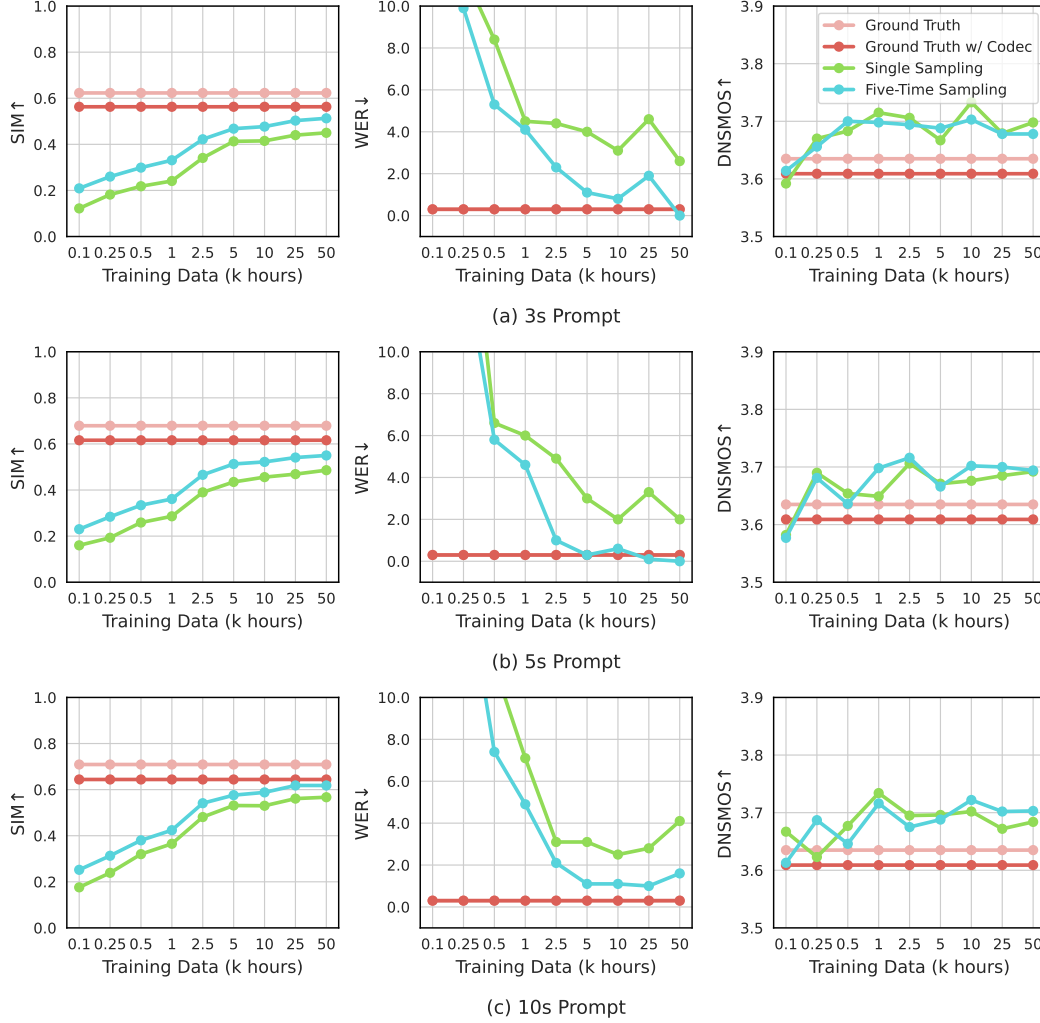 1.0
0.8
0.6
0.4
0.2
0.0
SIM↑
0.1 0.25 0.5 1 2.5 5 10 25 50
Training Data (k hours)
10.0
8.0
6.0
4.0
2.0
0.0
WER↓
0.1 0.25 0.5 1 2.5 5 10 25 50
Training Data (k hours)
3.9
3.8
3.7
3.6
3.5
DNSMOS↑
Ground Truth
Ground Truth w/ Codec
Single Sampling
Five-Time Sampling
0.1 0.25 0.5 1 2.5 5 10 25 50
Training Data (k hours)
(a) 3s Prompt
1.0
0.8
0.6
0.4
0.2
0.0
SIM↑
0.1 0.25 0.5 1 2.5 5 10 25 50
Training Data (k hours)
10.0
8.0
6.0
4.0
2.0
0.0
WER↓
0.1 0.25 0.5 1 2.5 5 10 25 50
Training Data (k hours)
3.9
3.8
3.7
3.6
3.5
DNSMOS↑
0.1 0.25 0.5 1 2.5 5 10 25 50
Training Data (k hours)
(b) 5s Prompt
1.0
0.8
0.6
0.4
0.2
0.0
SIM↑
0.1 0.25 0.5 1 2.5 5 10 25 50
Training Data (k hours)
10.0
8.0
6.0
4.0
2.0
0.0
WER↓
0.1 0.25 0.5 1 2.5 5 10 25 50
Training Data (k hours)
3.9
3.8
3.7
3.6
3.5
DNSMOS↑
0.1 0.25 0.5 1 2.5 5 10 25 50
Training Data (k hours)
(c) 10s Prompt